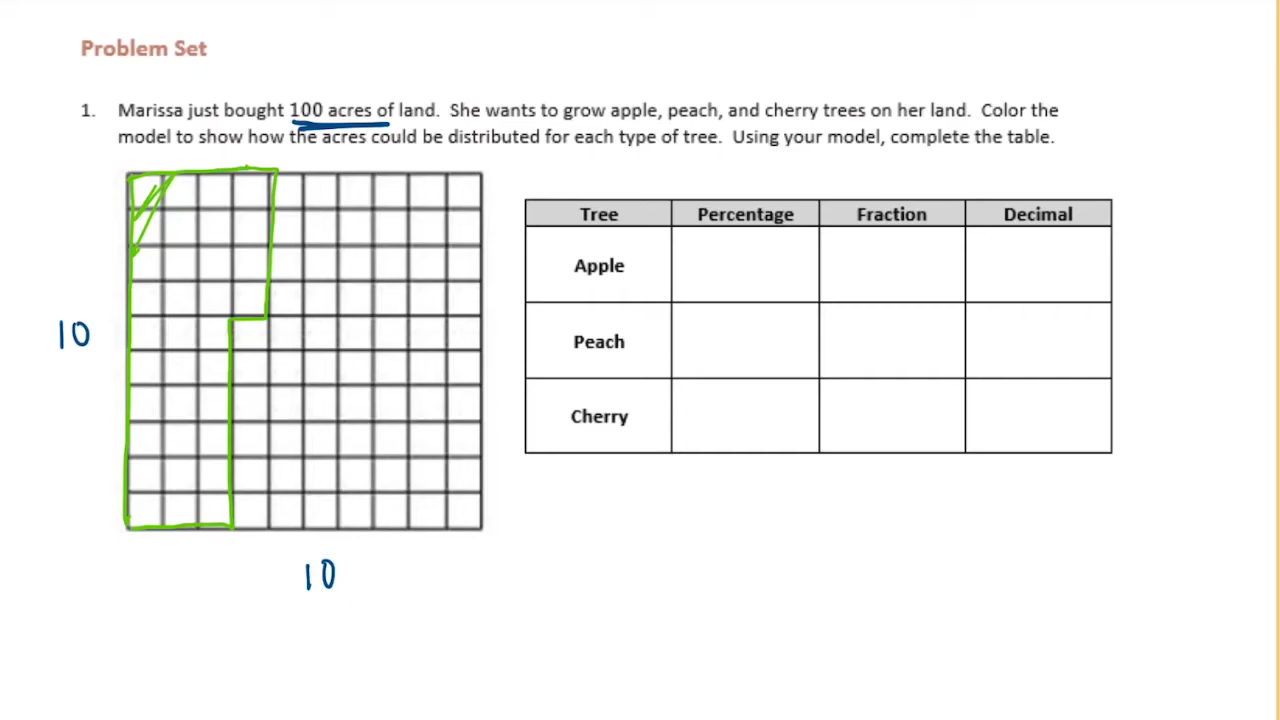 Problem Set
1. Marissa just bought 100 acres of land. She wants to grow apple, peach, and cherry trees on her land. Color the
model to show how the acres could be distributed for each type of tree. Using your model, complete the table.
Tree Percentage Fraction Decimal
Apple
Peach
Cherry
10
10